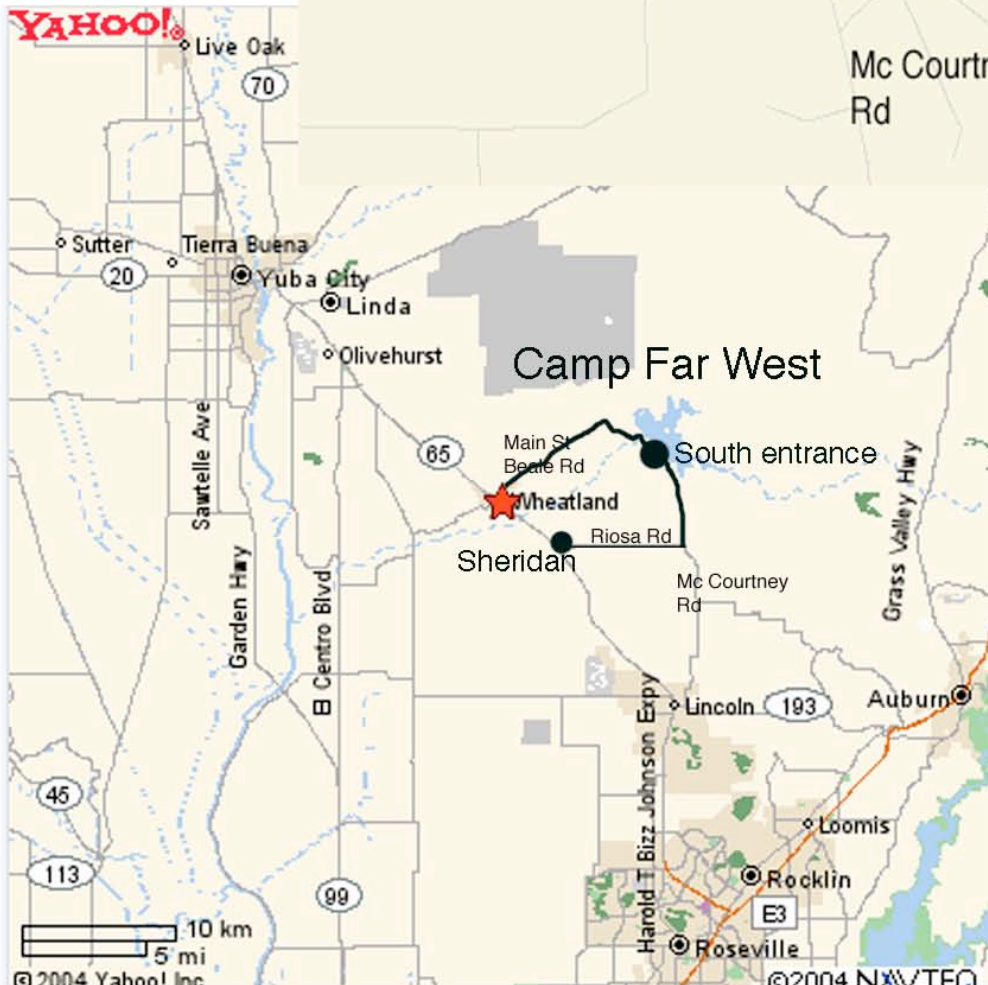 YAHOO!®
Live Oak
70
Mc Courtn
Rd
Sutter
Tierra Buena
20
Yuba City
Linda
Olivehurst
Camp Far West
Sawtelle Ave
65
Main St
Beale Rd
South entrance
Wheatland
Grass Valley Hwy
Sheridan
Riosa Rd
Garden Hwy
El Centro Blvd
Mc Courtney
Rd
Lincoln
193
Auburn
Harold T Bizz Johnson Expy
45
Loomis
113
99
Rocklin
E3
10 km
5 mi
Roseville
©2004 Yahoo! Inc
©2004 NAVTEQ